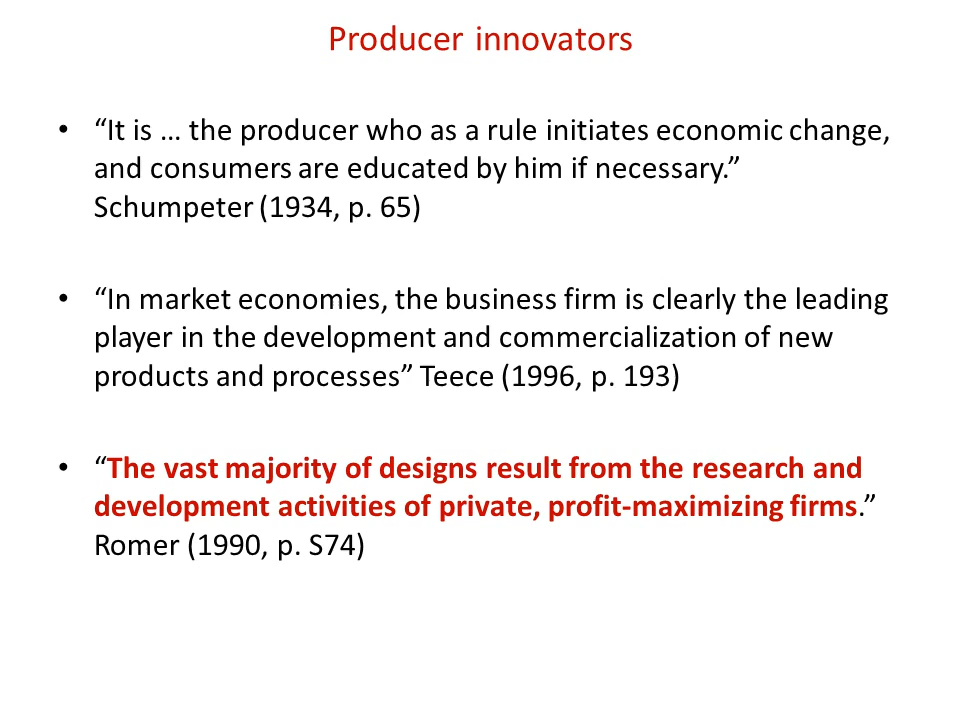 Producer innovators
• “It is … the producer who as a rule initiates economic change,
and consumers are educated by him if necessary.”
Schumpeter (1934, p. 65)
• “In market economies, the business firm is clearly the leading
player in the development and commercialization of new
products and processes” Teece (1996, p. 193)
• “The vast majority of designs result from the research and
development activities of private, profit-maximizing firms.”
Romer (1990, p. S74)